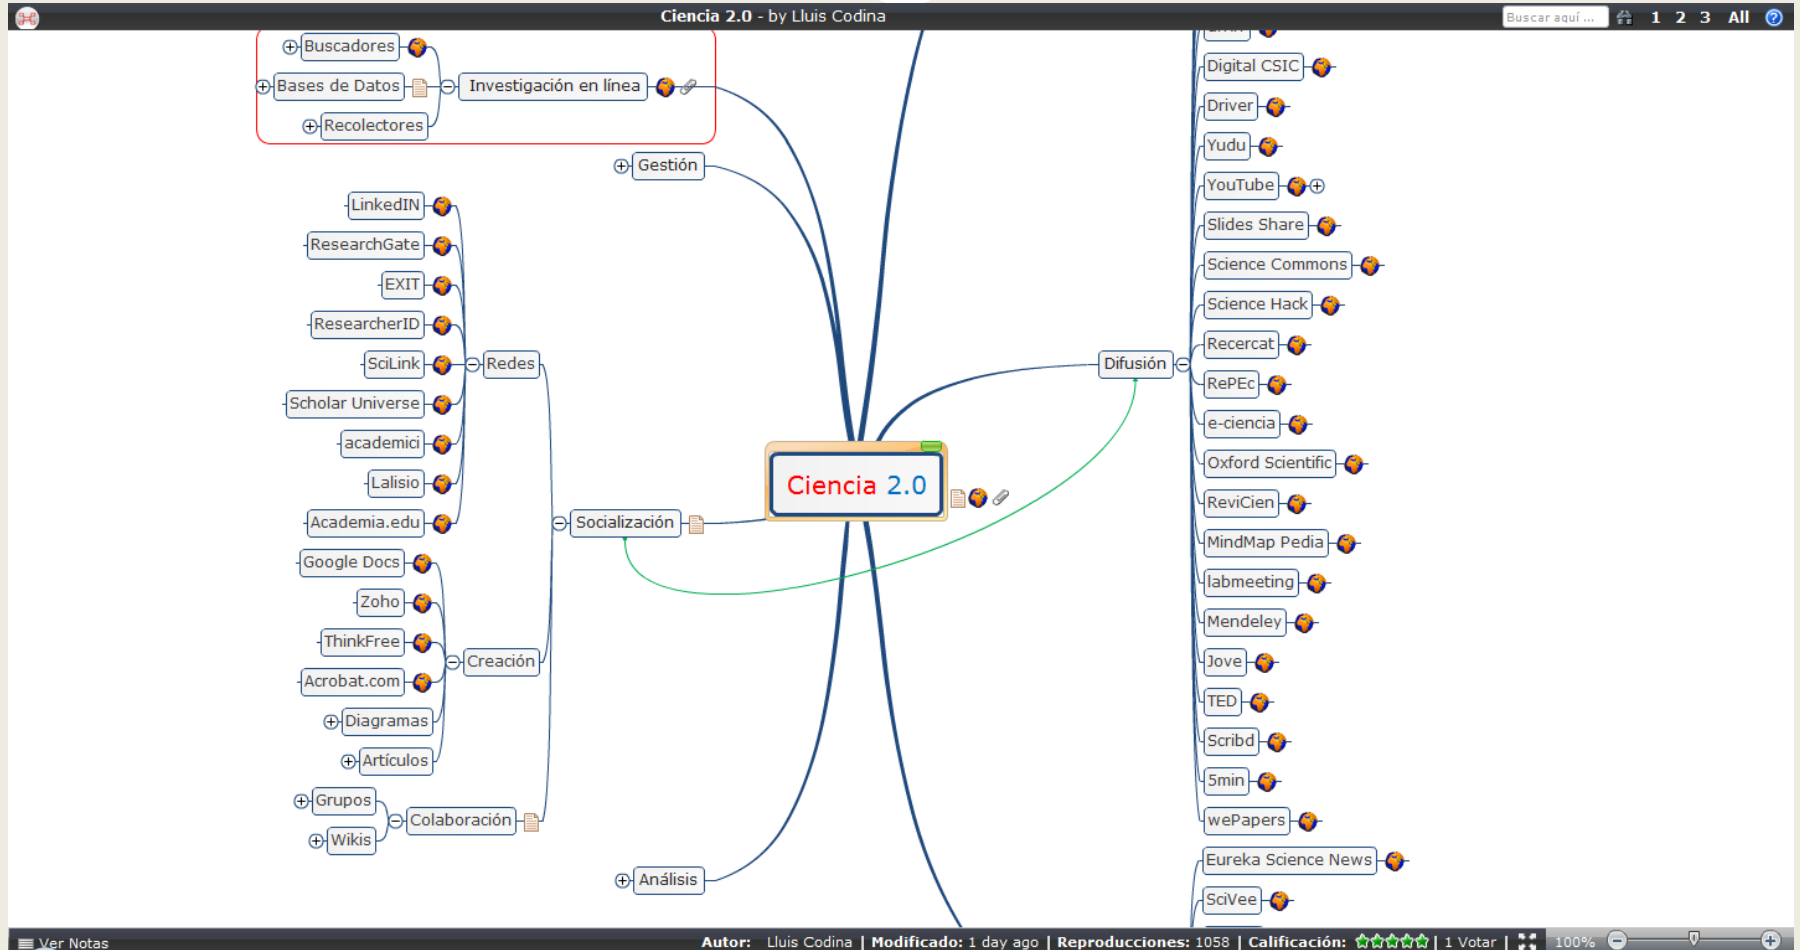 Ciencia 2.0 - by Lluis Codina
Buscar aquí ...
1 2 3 All
Buscadores
Bases de Datos
Recolectores
Investigación en línea
Gestión
LinkedIN
ResearchGate
EXIT
ResearcherID
SciLink
Scholar Universe
academici
Lalisio
Academia.edu
Redes
Google Docs
Zoho
ThinkFree
Acrobat.com
Diagramas
Artículos
Creación
Grupos
Wikis
Colaboración
Socialización
Análisis
Ciencia 2.0
Difusión
Digital CSIC
Driver
Yudu
YouTube
Slides Share
Science Commons
Science Hack
Recercat
RePEc
e-ciencia
Oxford Scientific
ReviCien
MindMap Pedia
labmeeting
Mendeley
Jove
TED
Scribd
5min
wePapers
Eureka Science News
SciVee
Ver Notas
Autor: Lluis Codina | Modificado: 1 day ago | Reproducciones: 1058 | Calificación: | 1 Votar |
100%